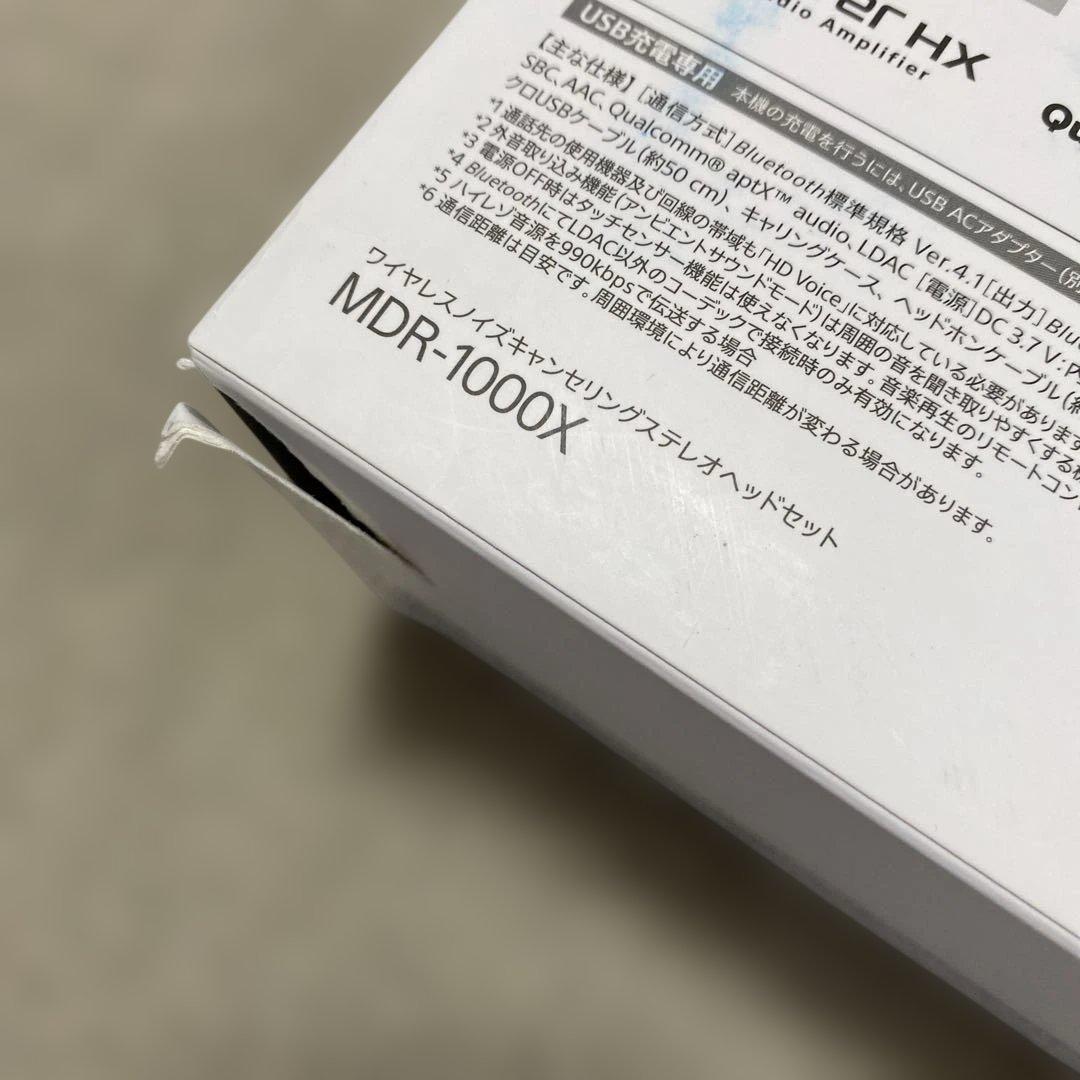 er HX
dio Amplifier
Qu
USB充電専用 本機の充電を行うには、USB ACアダプター(別
【主な仕様】[通信方式]Bluetooth標準規格 Ver.4.1[出力]Blu
SBC、AAC、Qualcomm® aptX™ audio、LDAC [電源]DC 3.7 V:内
クロUSBケーブル(約50 cm)、キャリングケース、ヘッドホンケーブル(約
*1 通話先の使用機器及び回線の帯域も「HD Voice」に対応している必要があります
*2 外音取り込み機能(アンビエントサウンドモード)は周囲の音を聞き取りやすくする機
*3 電源OFF時はタッチセンサー機能は使えなくなります。音楽再生のリモートコン
*4 BluetoothにてLDAC以外のコーデックで接続時のみ有効になります。
*5 ハイレゾ音源を990kbpsで伝送する場合
*6 通信距離は目安です。周囲環境により通信距離が変わる場合があります。
ワイヤレスノイズキャンセリングステレオヘッドセット
MDR-1000X